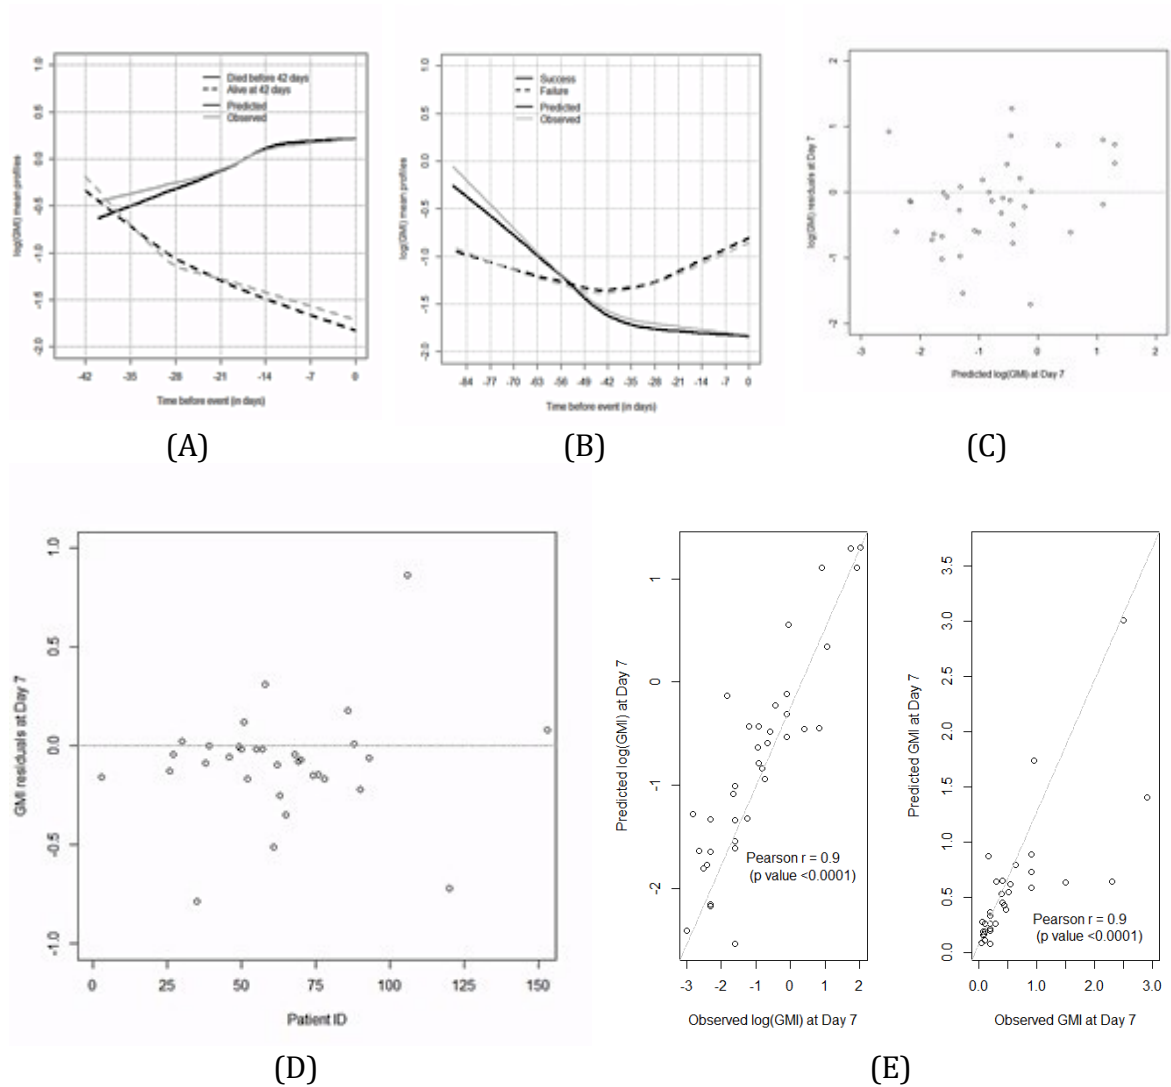 1.0
0.5
0.0
-0.5
-1.0
-1.5
-2.0
log(GMI) mean profiles
Died before 42 days
Alive at 42 days
Predicted
Observed
-42 -35 -28 -21 -14 -7 0
Time before event (in days)
(A)
1.0
0.5
0.0
-0.5
-1.0
-1.5
-2.0
log(GMI) mean profiles
Success
Failure
Predicted
Observed
-84 -77 -70 -63 -56 -49 -42 -35 -28 -21 -14 -7 0
Time before event (in days)
(B)
2
1
0
-1
-2
log(GMI) residuals at Day 7
-3 -2 -1 0 1 2
Predicted log(GMI) at Day 7
(C)
1.0
0.5
0.0
-0.5
-1.0
GMI residuals at Day 7
0 25 50 75 100 125 150
Patient ID
(D)
1
0
-1
-2
Predicted log(GMI) at Day 7
Pearson r = 0.9
(p value <0.0001)
-3 -2 -1 0 1 2
Observed log(GMI) at Day 7
3.5
3.0
2.5
2.0
1.5
1.0
0.5
0.0
Predicted GMI at Day 7
Pearson r = 0.9
(p value <0.0001)
0.0 1.0 2.0 3.0
Observed GMI at Day 7
(E)